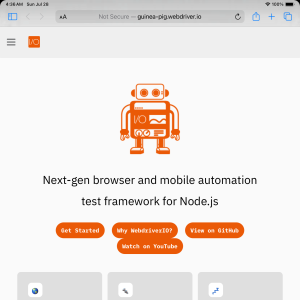 4:36 AM Sun Jul 28
100%
AA
Not Secure — guinea-pig.webdriver.io
I/O
I/O
Next-gen browser and mobile automation
test framework for Node.js
Get Started Why WebdriverIO? View on GitHub
Watch on YouTube